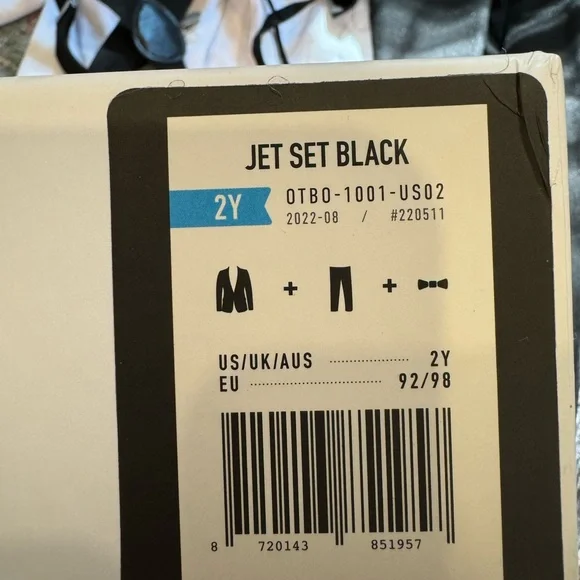 JET SET BLACK
2Y
OTBO-1001-US02
2022-08 / #220511
+ +
US/UK/AUS 2Y
EU 92/98
8 720143 851957